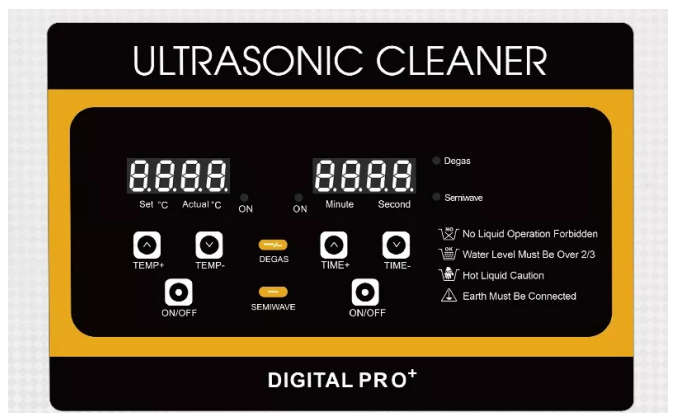 ULTRASONIC CLEANER
8.8.8.8. 8.8.8.8.
Degas
Set °C Actual °C ON ON Minute Second
Semiwave
TEMP+ TEMP- DEGAS TIME+ TIME-
ON/OFF SEMIWAVE ON/OFF
NO No Liquid Operation Forbidden
OK Water Level Must Be Over 2/3
Hot Liquid Caution
Earth Must Be Connected
DIGITAL PRO+